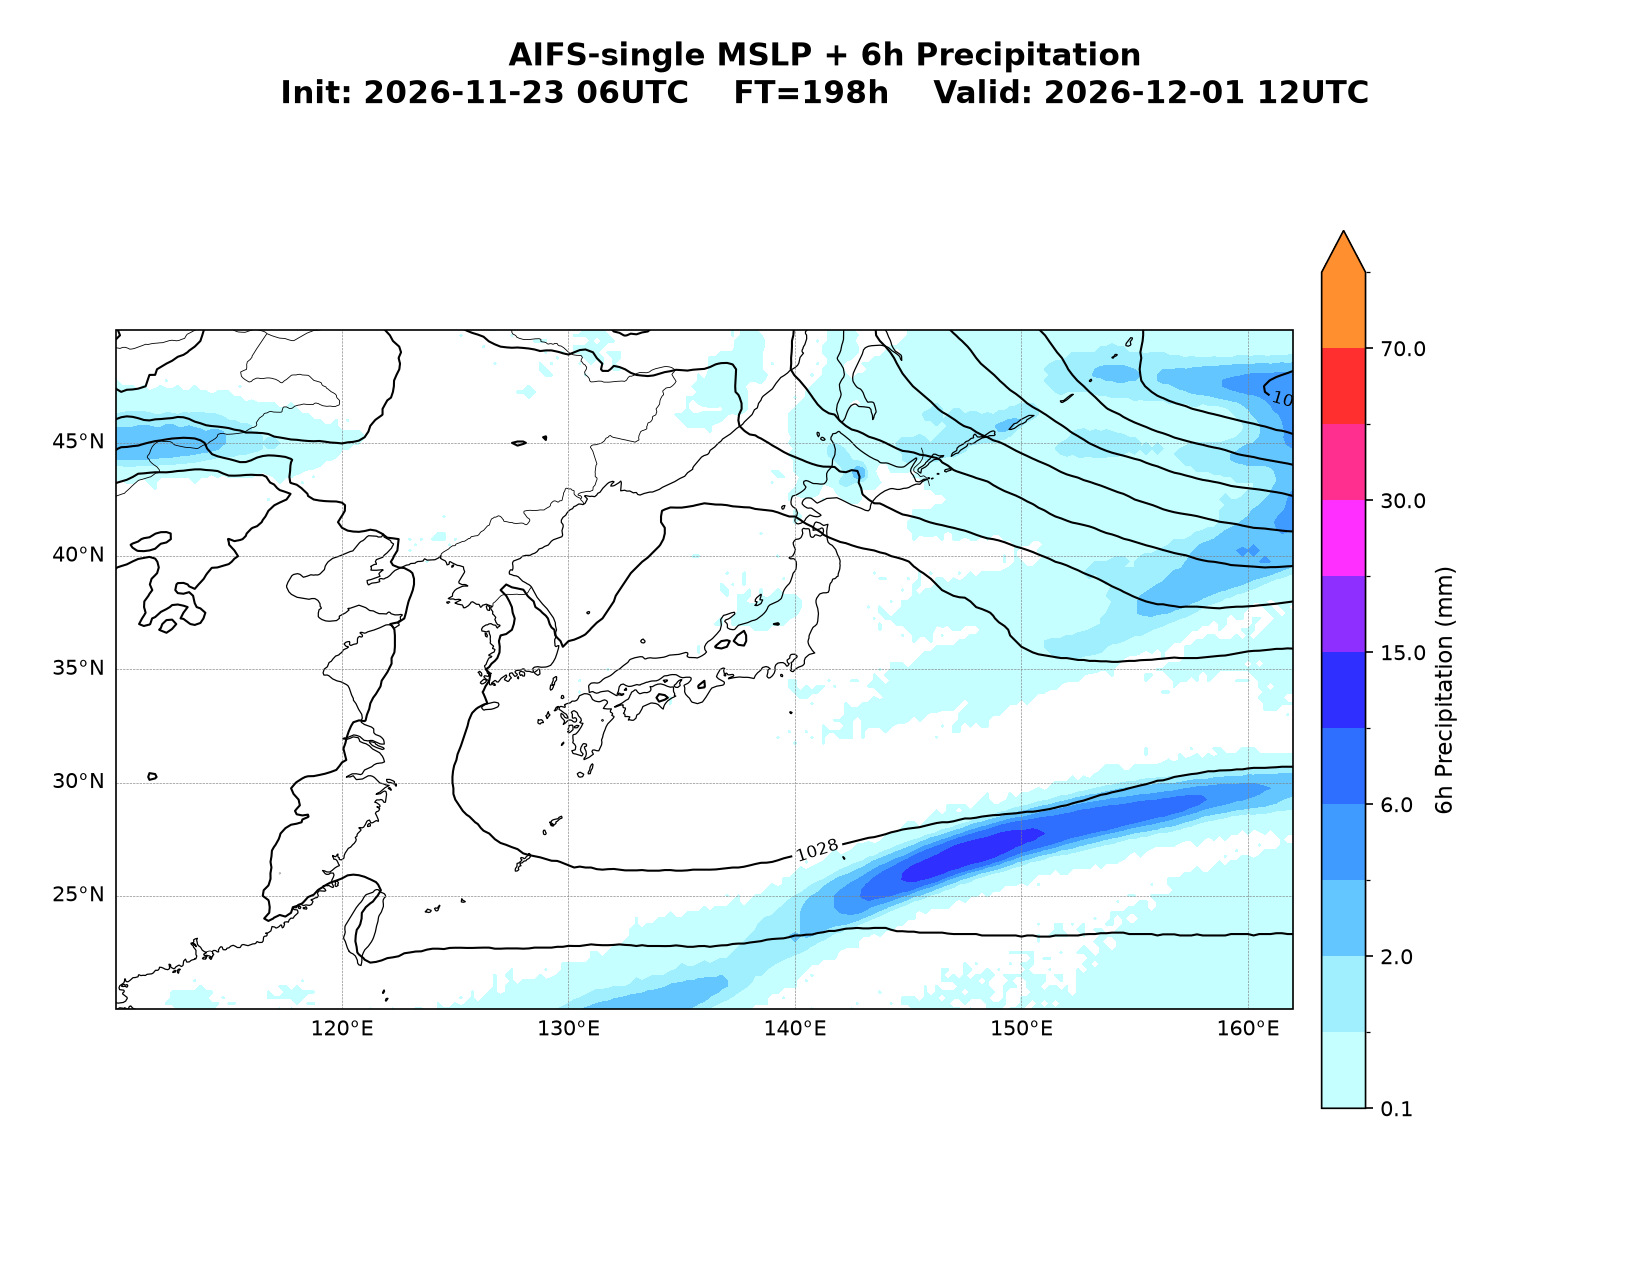 AIFS-single MSLP + 6h Precipitation
Init: 2026-11-23 06UTC    FT=198h    Valid: 2026-12-01 12UTC
70.0
30.0
15.0
6.0
2.0
0.1
6h Precipitation (mm)
45°N
40°N
35°N
30°N
25°N
10
1028
120°E
130°E
140°E
150°E
160°E